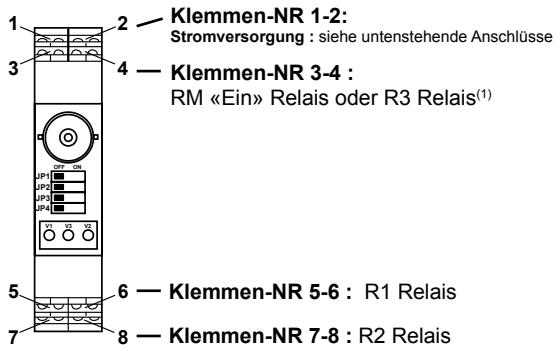 1 2 Klemmen-NR 1-2:
Stromversorgung : siehe untenstehende Anschlüsse
3 4 Klemmen-NR 3-4 :
RM «Ein» Relais oder R3 Relais(1)
OFF ON
JP1
JP2
JP3
JP4
V1 V3 V2
5 6 Klemmen-NR 5-6 : R1 Relais
7 8 Klemmen-NR 7-8 : R2 Relais